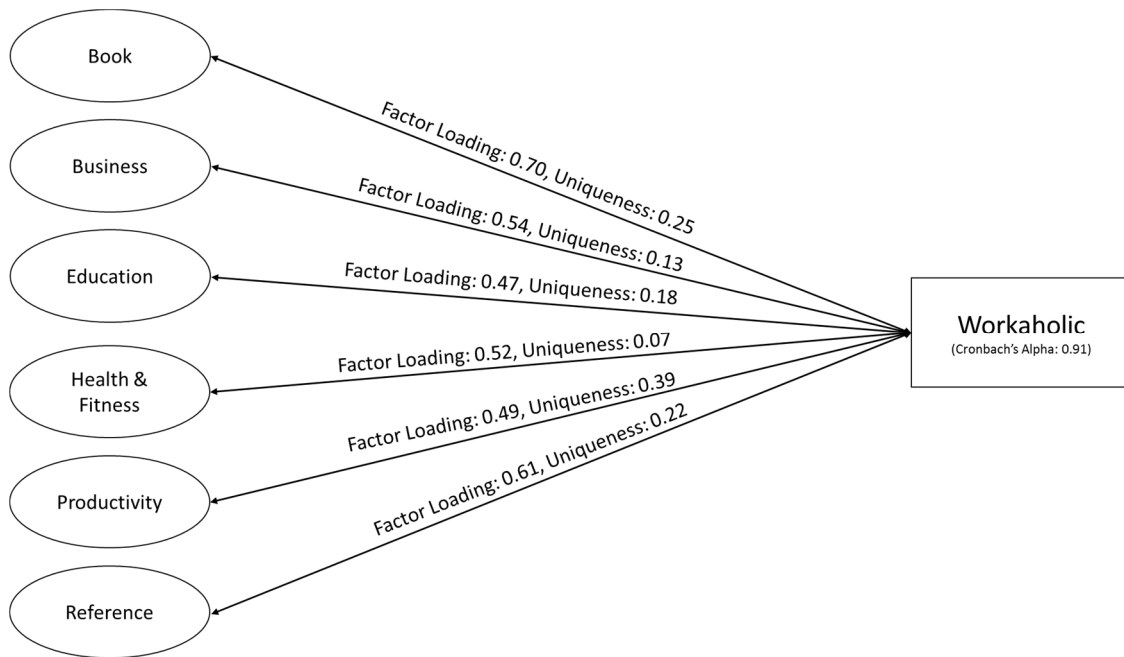 Book
Factor Loading: 0.70, Uniqueness: 0.25
Business
Factor Loading: 0.54, Uniqueness: 0.13
Education
Factor Loading: 0.47, Uniqueness: 0.18
Workaholic
(Cronbach's Alpha: 0.91)
Health &
Fitness
Factor Loading: 0.52, Uniqueness: 0.07
Productivity
Factor Loading: 0.49, Uniqueness: 0.39
Reference
Factor Loading: 0.61, Uniqueness: 0.22